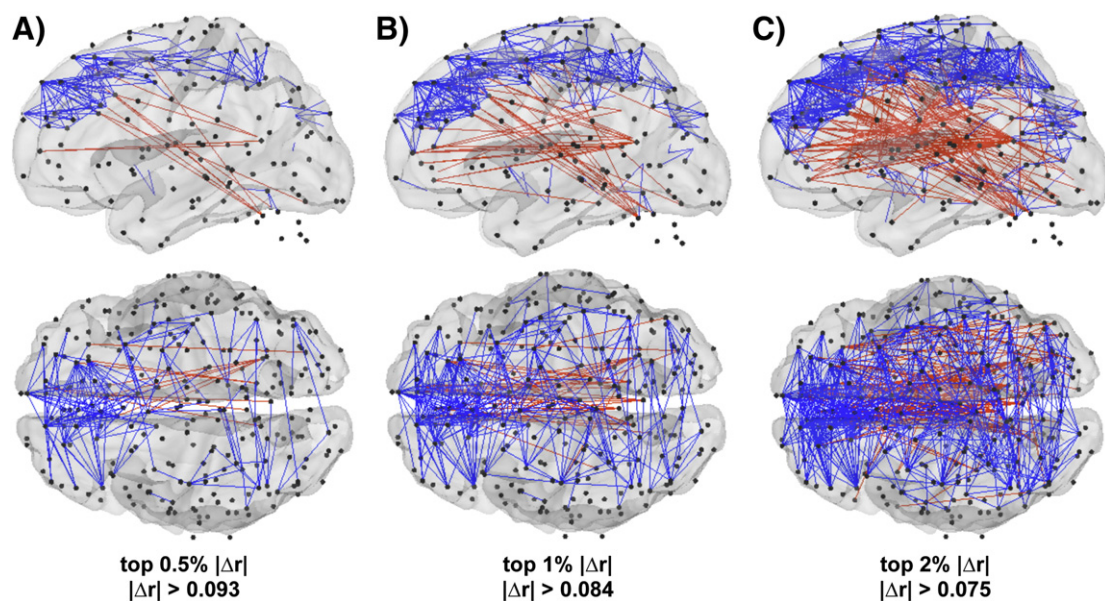 A)
B)
C)
top 0.5% |Δr|
|Δr| > 0.093
top 1% |Δr|
|Δr| > 0.084
top 2% |Δr|
|Δr| > 0.075